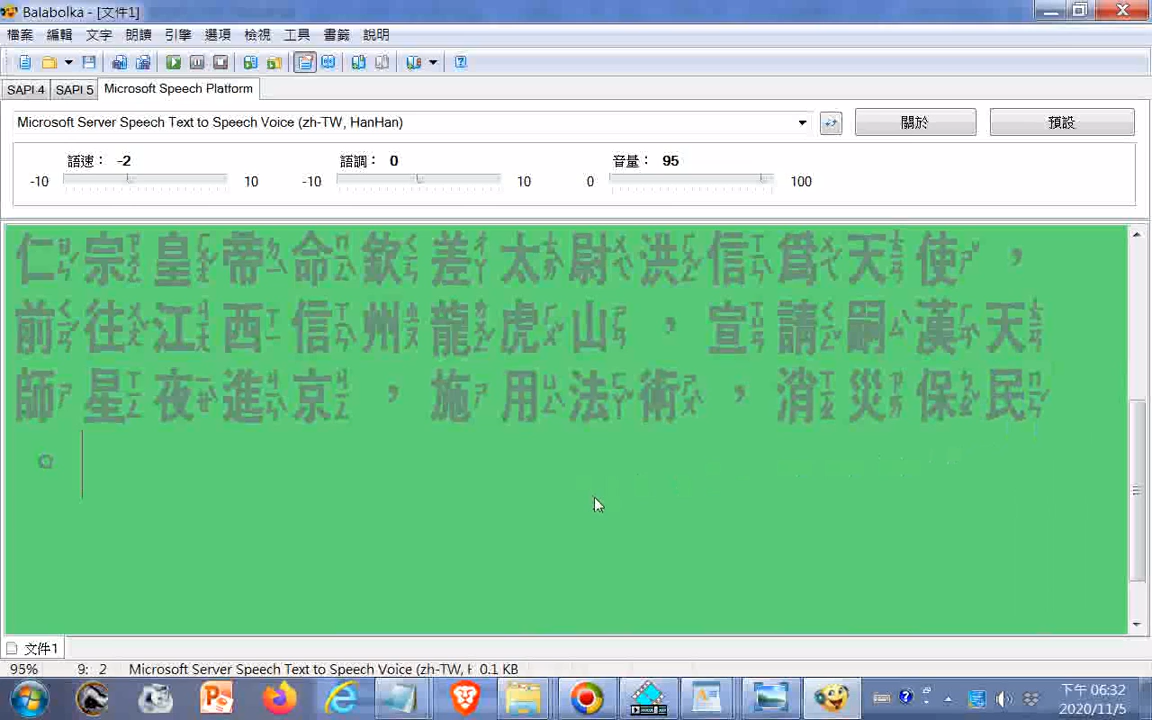 Balabolka - [文件1]
檔案 編輯 文字 朗讀 引擎 選項 檢視 工具 書籤 說明
SAPI 4 SAPI 5 Microsoft Speech Platform
Microsoft Server Speech Text to Speech Voice (zh-TW, HanHan) 關於 預設
語速： -2 語調： 0 音量： 95
-10 10 -10 10 0 100
仁宗皇帝命欽差太尉洪信爲天使，
前往江西信州龍虎山，宣請嗣漢天
師星夜進京，施用法術，消災保民
。
文件1
95% 9: 2 Microsoft Server Speech Text to Speech Voice (zh-TW, H 0.1 KB
下午 06:32
2020/11/5